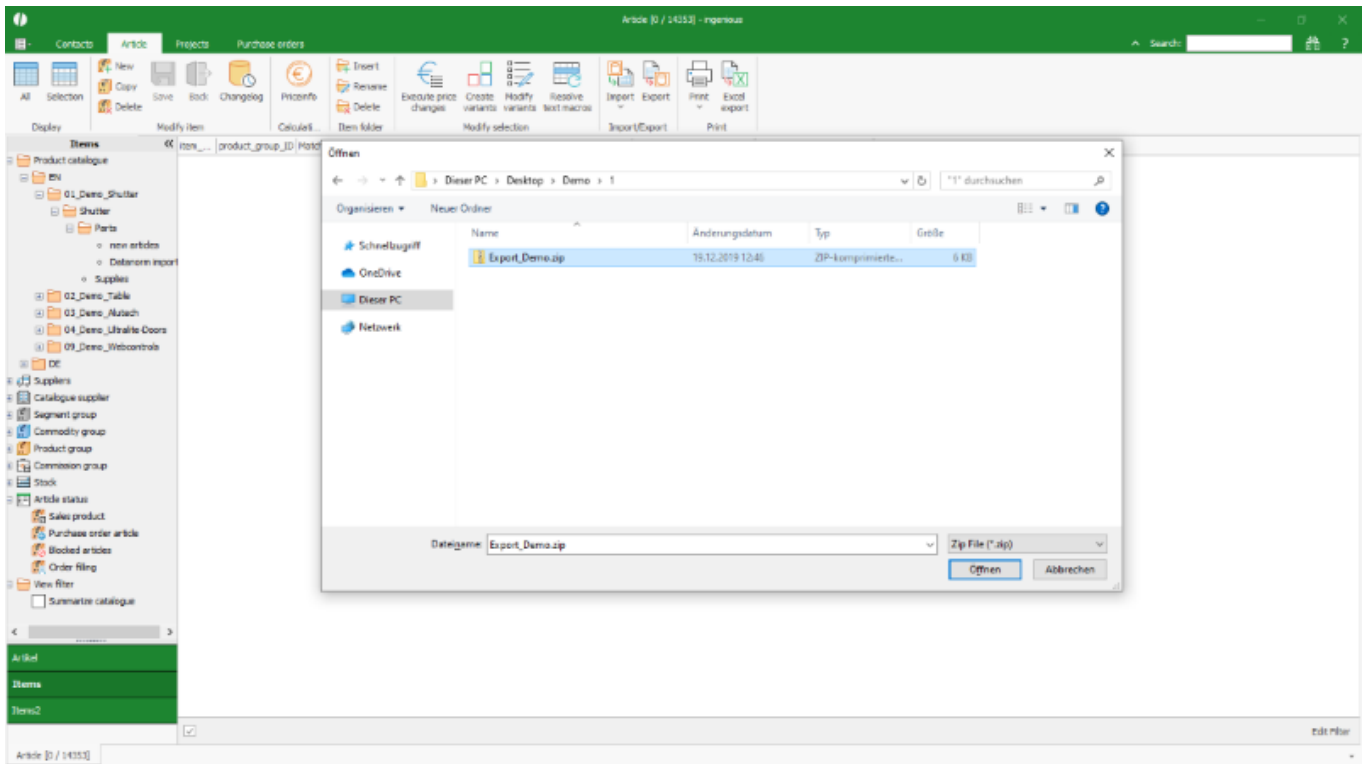 Article [0 / 14353] - ingenious
Contacts Article Projects Purchase orders Search: ?
All Selection New Copy Delete Save Back Changelog Priceinfo Insert Rename Delete Execute price changes Create variants Modify variants Resolve text macros Import Export Print Excel export
Display Modify item Calculati... Item folder Modify selection Import/Export Print
Items
item_... product_group_ID Match
Product catalogue
EN
01_Demo_Shutter
Shutter
Parts
new articles
Datanorm import
Supplies
02_Demo_Table
03_Demo_Alutech
04_Demo_Ultralite-Doors
09_Demo_Webcontrols
DE
Suppliers
Catalogue supplier
Segment group
Commodity group
Product group
Commission group
Stock
Article status
Sales product
Purchase order article
Blocked articles
Order filing
View filter
Summarize catalogue
Artikel
Items
Items2
Öffnen
Dieser PC > Desktop > Demo > 1
"1" durchsuchen
Organisieren Neuer Ordner
Name Änderungsdatum Typ Größe
Export_Demo.zip 19.12.2019 12:46 ZIP-komprimierte... 6 KB
Schnellzugriff
OneDrive
Dieser PC
Netzwerk
Dateiname: Export_Demo.zip Zip File (*.zip)
Öffnen Abbrechen
Edit Filter
Article [0 / 14353]